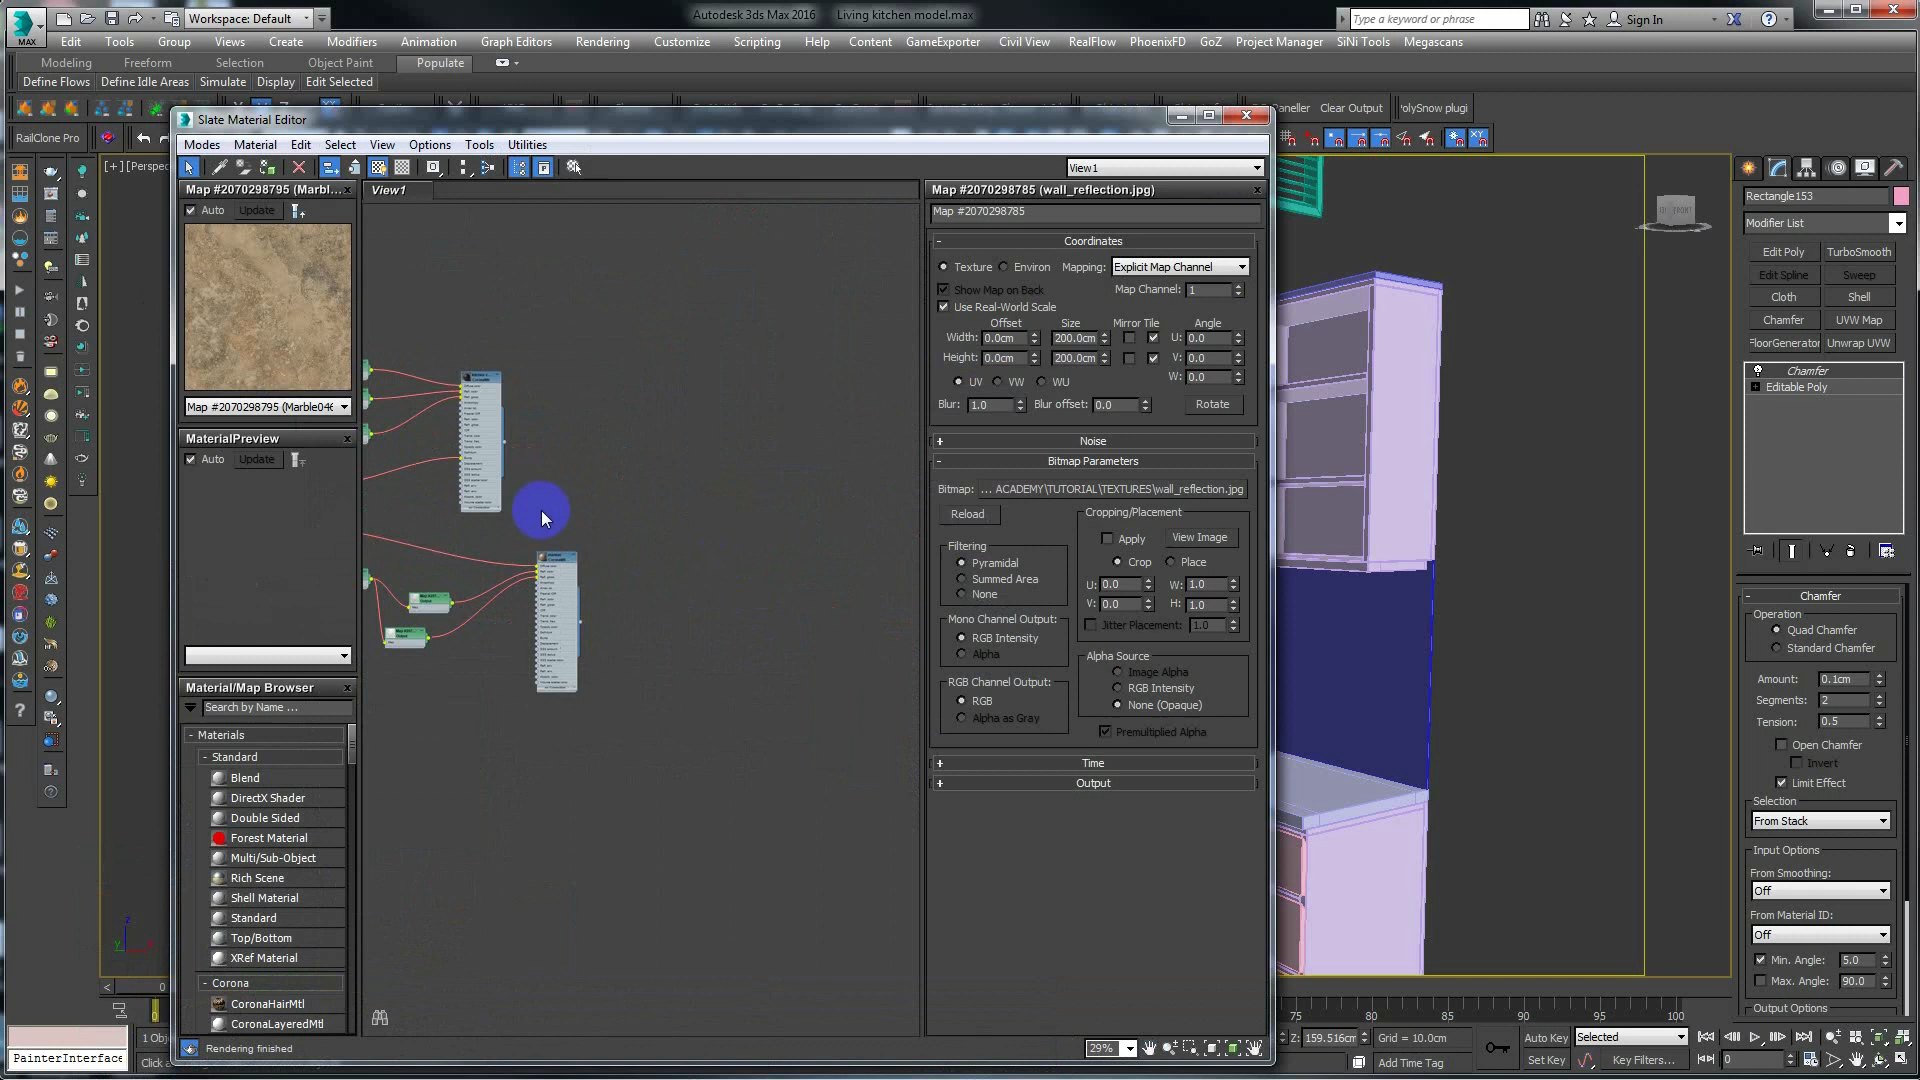 Workspace: Default
Autodesk 3ds Max 2016 Living kitchen model.max
Type a keyword or phrase
Sign In
MAX
Edit Tools Group Views Create Modifiers Animation Graph Editors Rendering Customize Scripting Help Content GameExporter Civil View RealFlow PhoenixFD GoZ Project Manager SiNi Tools Megascans
Modeling Freeform Selection Object Paint Populate
Define Flows Define Idle Areas Simulate Display Edit Selected
Clear Output
RailClone Pro
[+] [Perspec
Slate Material Editor
Modes Material Edit Select View Options Tools Utilities
View1
Map #2070298795 (Marbl...
Auto Update
Map #2070298795 (Marble046
MaterialPreview
Auto Update
Material/Map Browser
Search by Name ...
- Materials
- Standard
Blend
DirectX Shader
Double Sided
Forest Material
Multi/Sub-Object
Rich Scene
Shell Material
Standard
Top/Bottom
XRef Material
- Corona
CoronaHairMtl
CoronaLayeredMtl
Rendering finished
View1
29%
Map #2070298785 (wall_reflection.jpg)
Map #2070298785
- Coordinates
Texture Environ Mapping: Explicit Map Channel
Show Map on Back Map Channel: 1
Use Real-World Scale
Offset Size Mirror Tile Angle
Width: 0.0cm 200.0cm U: 0.0
Height: 0.0cm 200.0cm V: 0.0
W: 0.0
UV VW WU
Blur: 1.0 Blur offset: 0.0 Rotate
+ Noise
- Bitmap Parameters
Bitmap: ... ACADEMY\TUTORIAL\TEXTURES\wall_reflection.jpg
Reload
Cropping/Placement
Apply View Image
Crop Place
U: 0.0 W: 1.0
V: 0.0 H: 1.0
Jitter Placement: 1.0
Filtering
Pyramidal
Summed Area
None
Mono Channel Output:
RGB Intensity
Alpha
RGB Channel Output:
RGB
Alpha as Gray
Alpha Source
Image Alpha
RGB Intensity
None (Opaque)
Premultiplied Alpha
+ Time
+ Output
FRONT
Rectangle153
Modifier List
Edit Poly TurboSmooth
Edit Spline Sweep
Cloth Shell
Chamfer UVW Map
FloorGenerator Unwrap UVW
Chamfer
Editable Poly
- Chamfer
Operation
Quad Chamfer
Standard Chamfer
Amount: 0.1cm
Segments: 2
Tension: 0.5
Open Chamfer
Invert
Limit Effect
Selection
From Stack
Input Options
From Smoothing:
Off
From Material ID:
Off
Min. Angle: 5.0
Max. Angle: 90.0
Output Options
75 80 85 90 95 100
Z: 159.516cm Grid = 10.0cm
Add Time Tag
Auto Key Selected
Set Key Key Filters...
0
PainterInterface
1 Obj
Click a